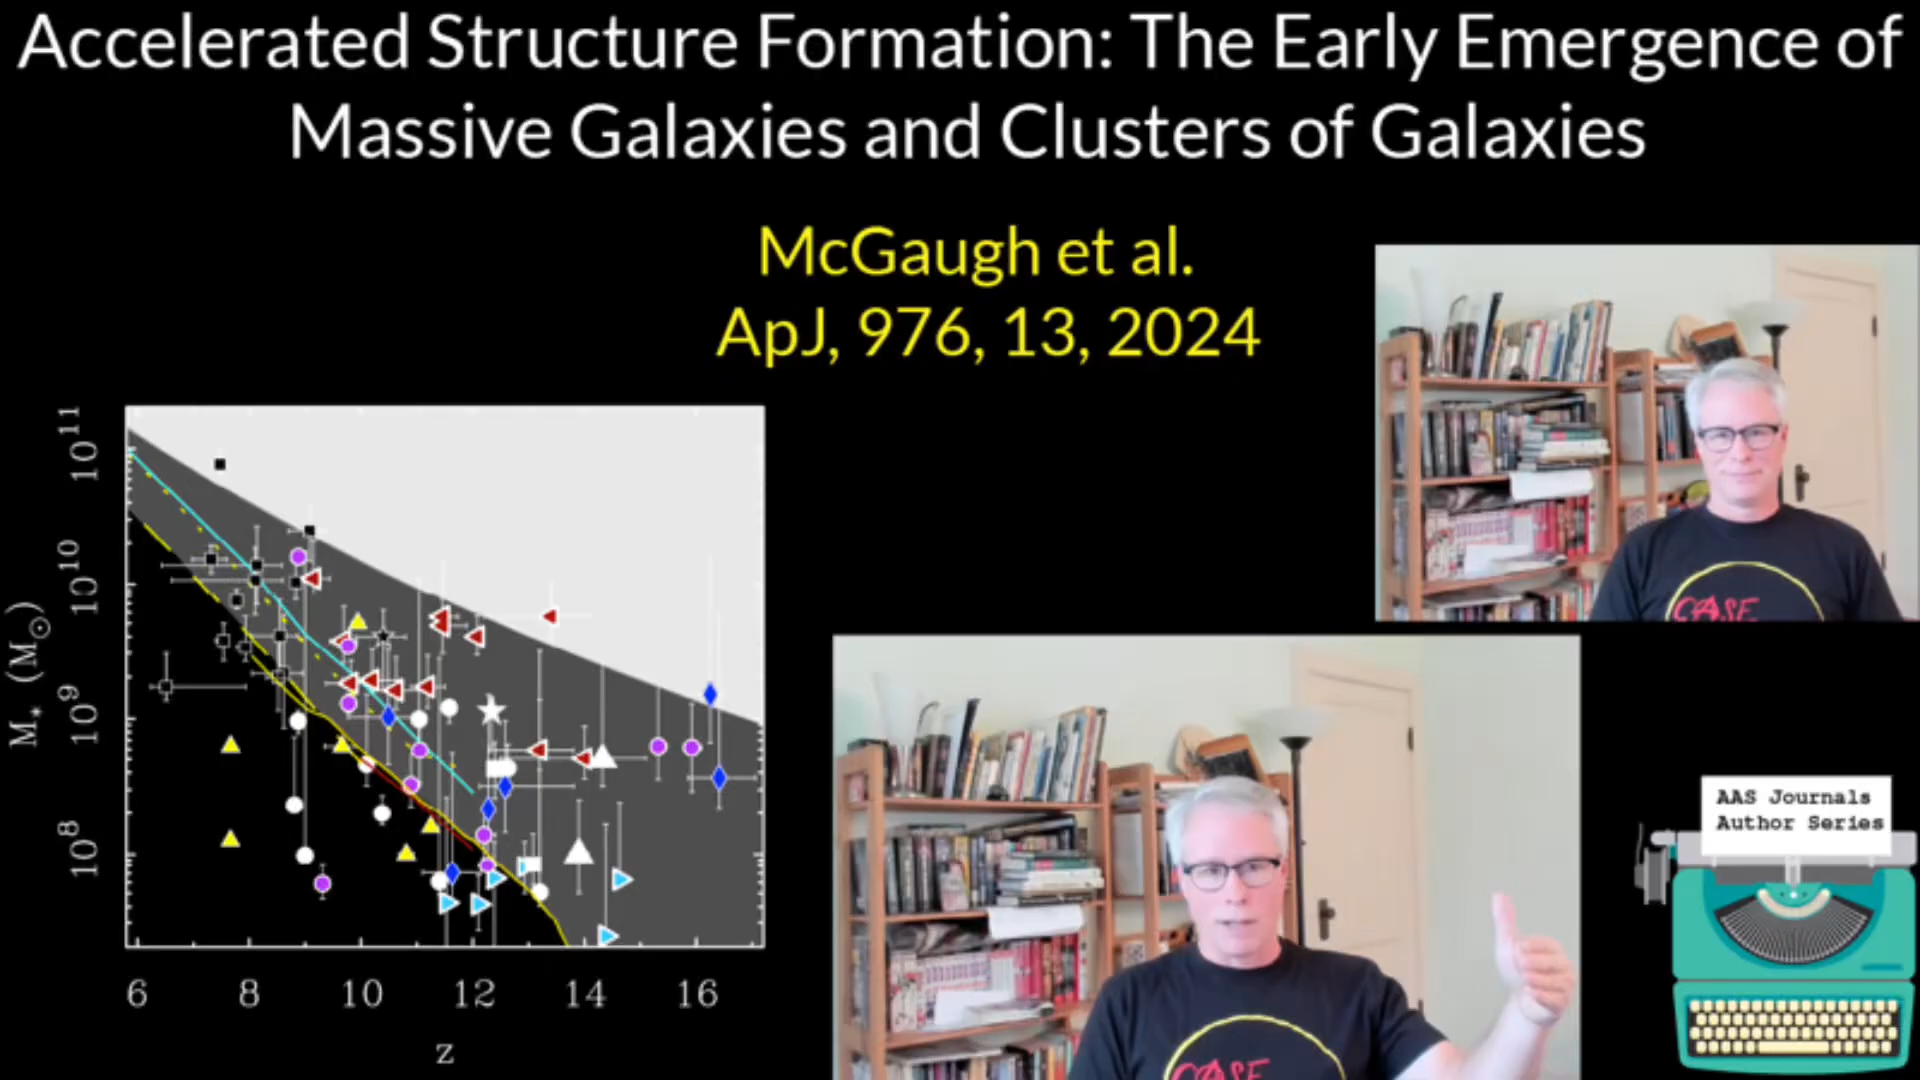 Accelerated Structure Formation: The Early Emergence of
Massive Galaxies and Clusters of Galaxies
McGaugh et al.
ApJ, 976, 13, 2024
M* (M⊙)
10¹¹
10¹⁰
10⁹
10⁸
6 8 10 12 14 16
z
CASE
CASE
AAS Journals
Author Series